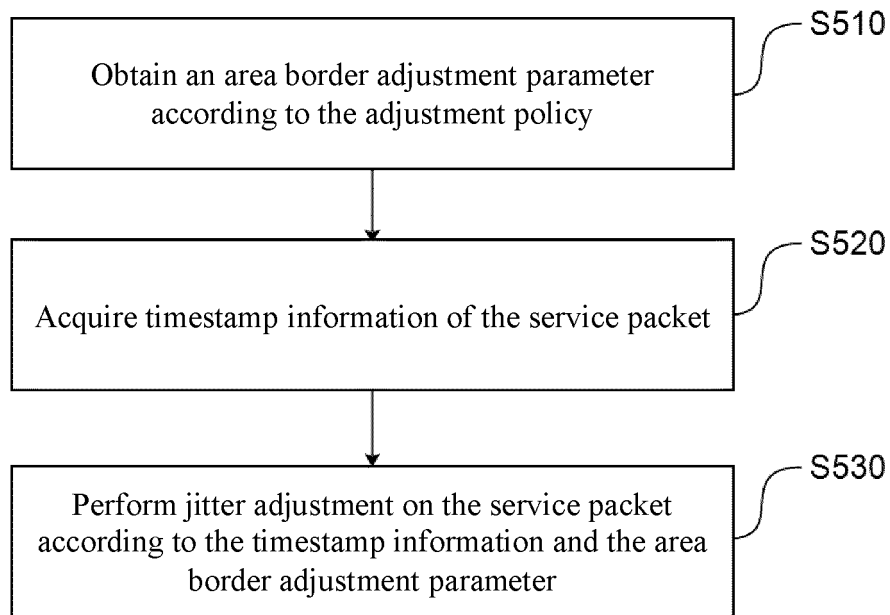 S510
Obtain an area border adjustment parameter
according to the adjustment policy
S520
Acquire timestamp information of the service packet
S530
Perform jitter adjustment on the service packet
according to the timestamp information and the area
border adjustment parameter